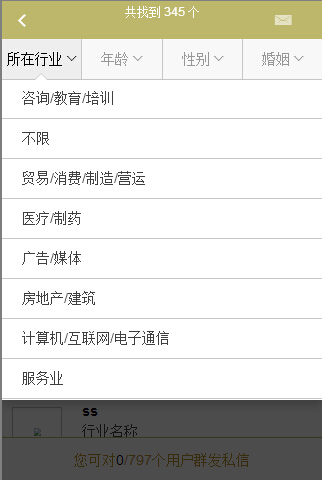 共找到 345 个
所在行业 年龄 性别 婚姻
咨询/教育/培训
不限
贸易/消费/制造/营运
医疗/制药
广告/媒体
房地产/建筑
计算机/互联网/电子通信
服务业
ss
行业名称
您可对0/797个用户群发私信